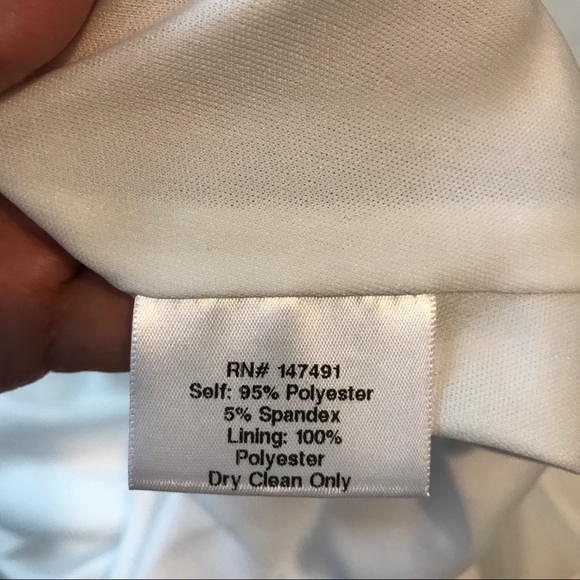 RN# 147491
Self: 95% Polyester
5% Spandex
Lining: 100%
Polyester
Dry Clean Only